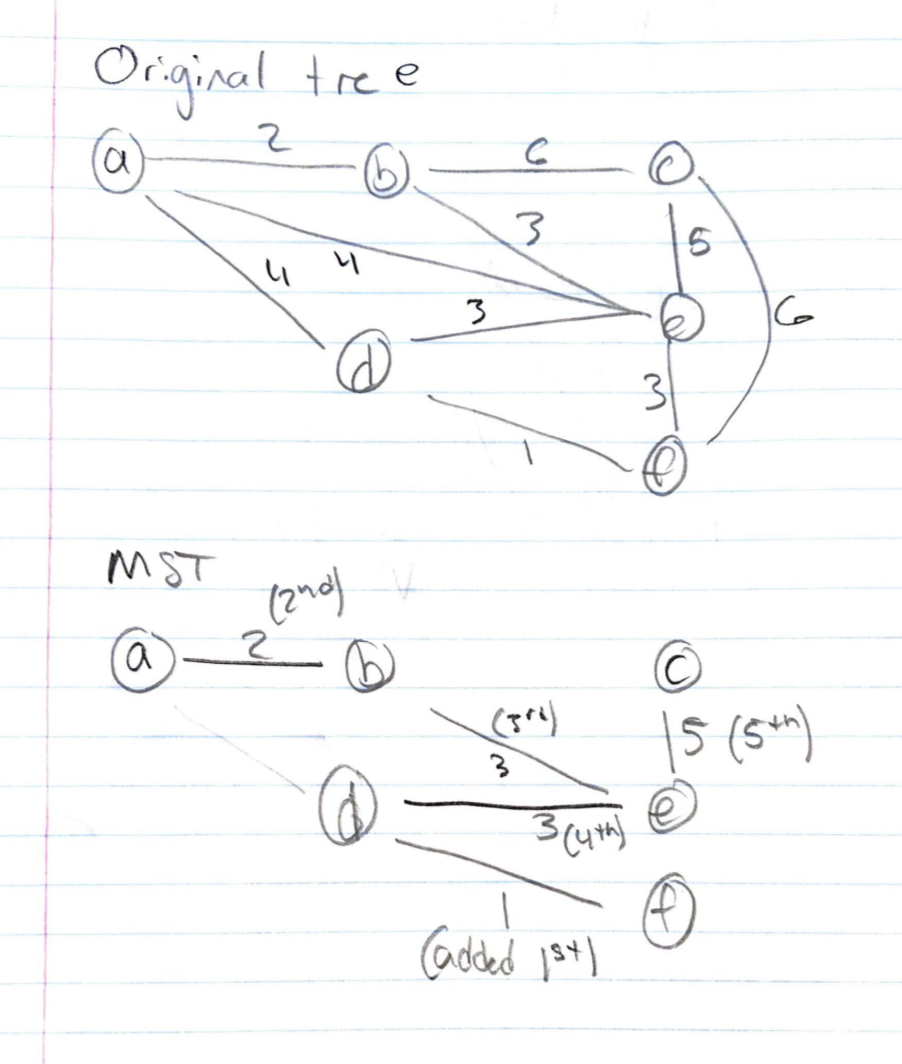 Original tree
2 6
a b c
3 5
4 4
3 e 6
d 3
1 f
MST
(2nd)
2
a b c
(3rd) 5 (5th)
3
d e
3 (4th)
f
1
(added 1st)